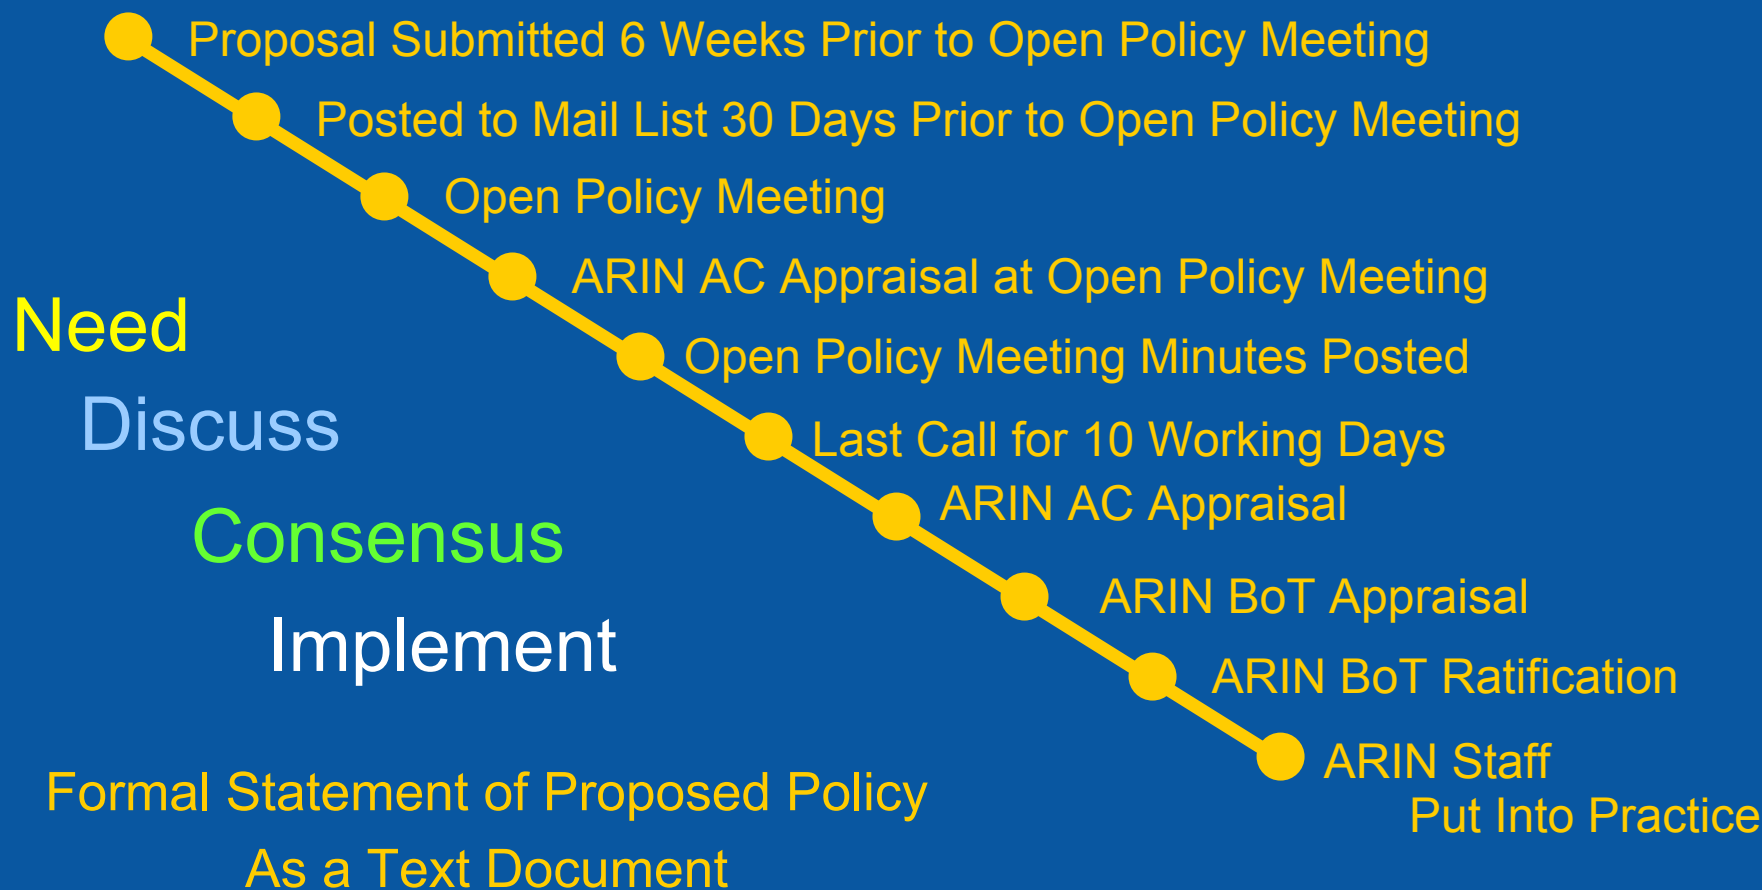 Proposal Submitted 6 Weeks Prior to Open Policy Meeting
Posted to Mail List 30 Days Prior to Open Policy Meeting
Open Policy Meeting
ARIN AC Appraisal at Open Policy Meeting
Open Policy Meeting Minutes Posted
Last Call for 10 Working Days
ARIN AC Appraisal
ARIN BoT Appraisal
ARIN BoT Ratification
ARIN Staff
Put Into Practice
Need
Discuss
Consensus
Implement
Formal Statement of Proposed Policy
As a Text Document